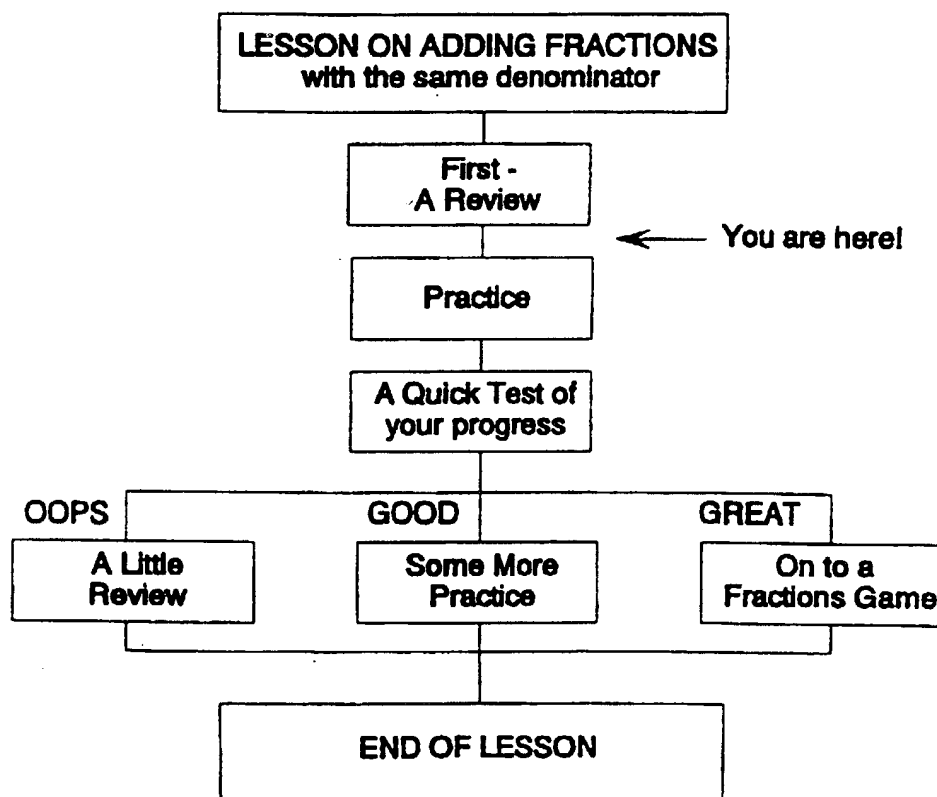 LESSON ON ADDING FRACTIONS
with the same denominator
First -
A Review
You are here!
Practice
A Quick Test of
your progress
OOPS
GOOD
GREAT
A Little
Review
Some More
Practice
On to a
Fractions Game
END OF LESSON